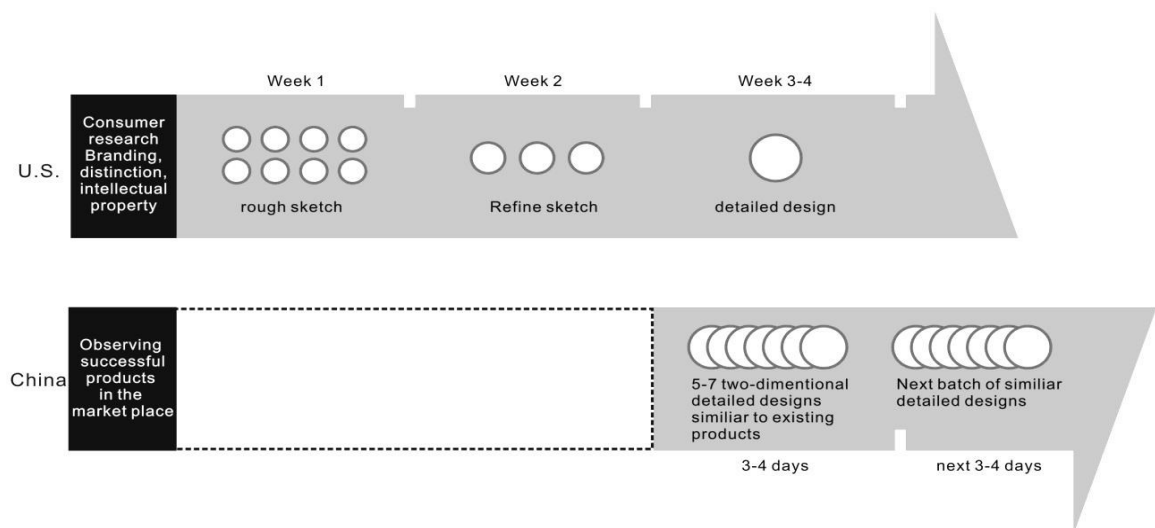 Week 1
Week 2
Week 3-4
U.S.
Consumer
research
Branding,
distinction,
intellectual
property
rough sketch
Refine sketch
detailed design
China
Observing
successful
products
in the
market place
5-7 two-dimentional
detailed designs
similiar to existing
products
Next batch of similiar
detailed designs
3-4 days
next 3-4 days